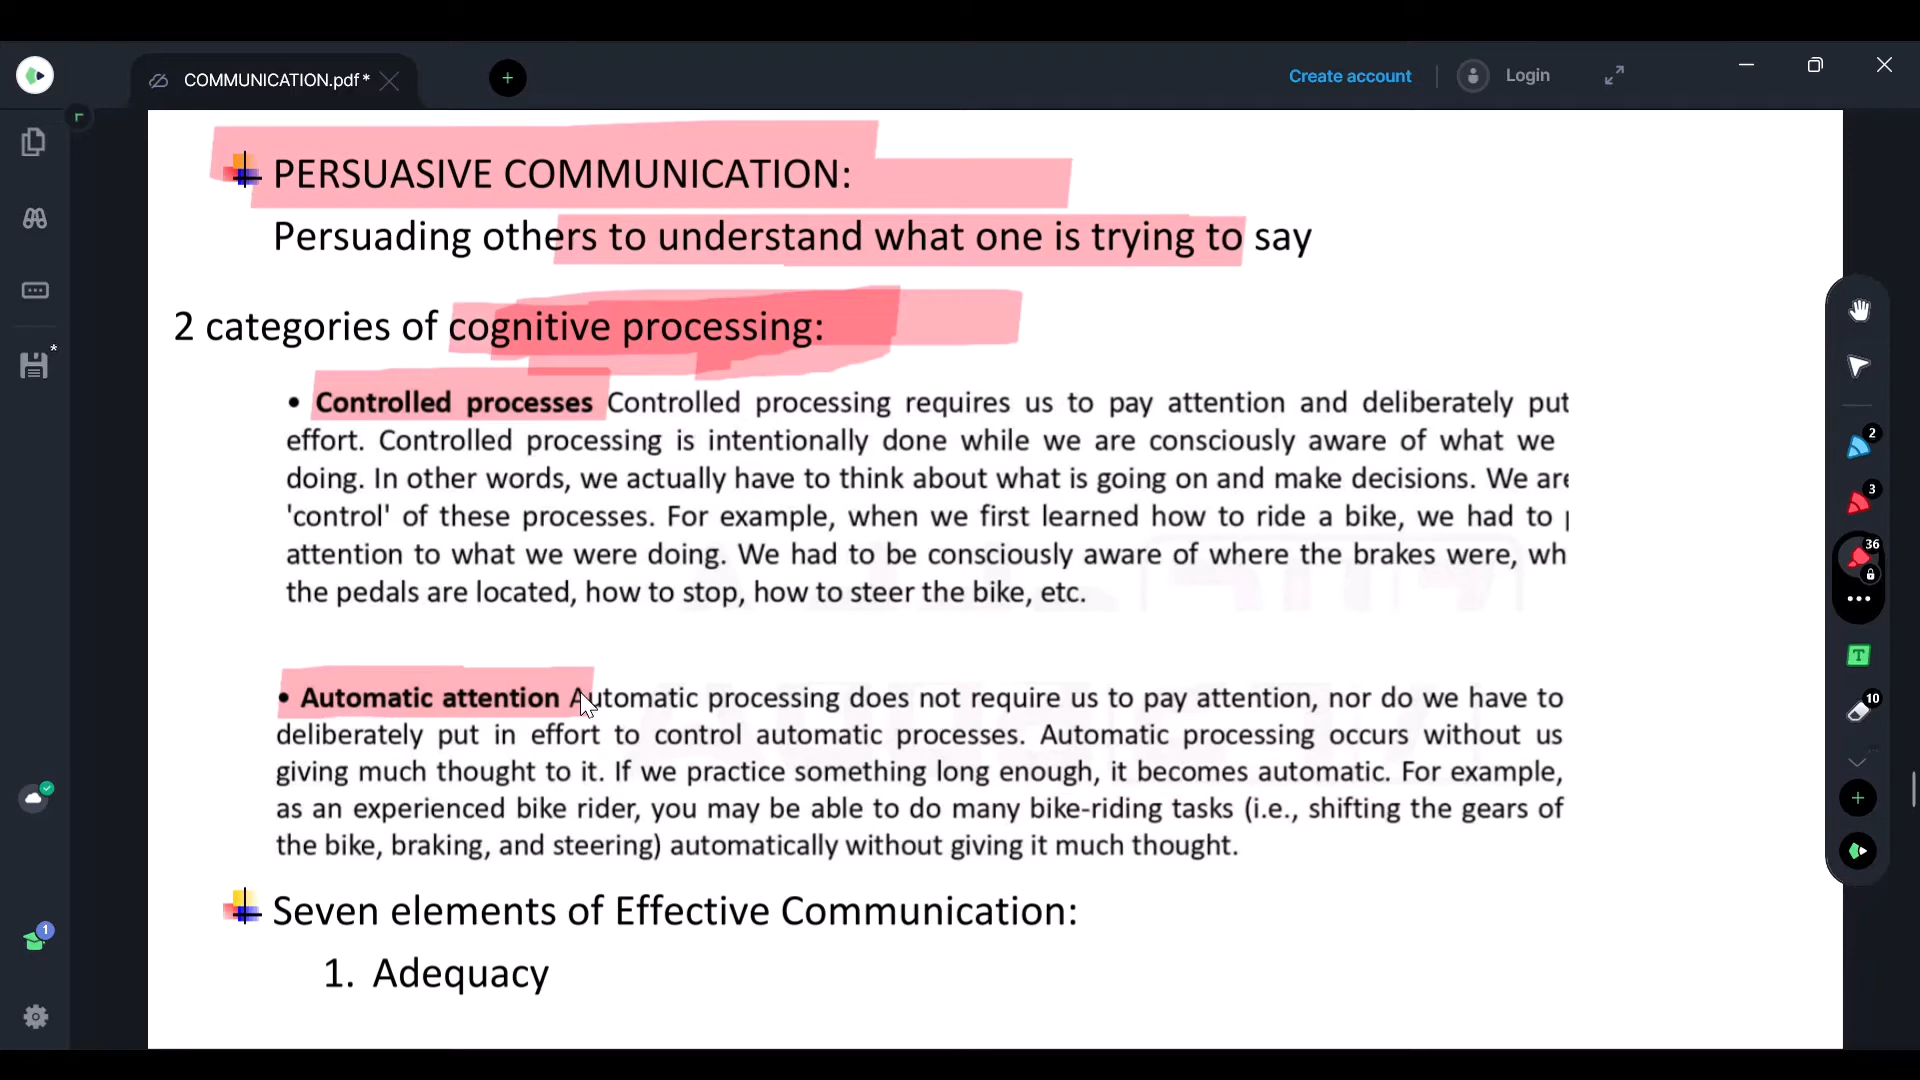 COMMUNICATION.pdf *
Create account
Login
PERSUASIVE COMMUNICATION:
Persuading others to understand what one is trying to say
2 categories of cognitive processing:
• Controlled processes Controlled processing requires us to pay attention and deliberately put
effort. Controlled processing is intentionally done while we are consciously aware of what we
doing. In other words, we actually have to think about what is going on and make decisions. We are
'control' of these processes. For example, when we first learned how to ride a bike, we had to
attention to what we were doing. We had to be consciously aware of where the brakes were, wh
the pedals are located, how to stop, how to steer the bike, etc.
• Automatic attention Automatic processing does not require us to pay attention, nor do we have to
deliberately put in effort to control automatic processes. Automatic processing occurs without us
giving much thought to it. If we practice something long enough, it becomes automatic. For example,
as an experienced bike rider, you may be able to do many bike-riding tasks (i.e., shifting the gears of
the bike, braking, and steering) automatically without giving it much thought.
Seven elements of Effective Communication:
1. Adequacy
2
3
36
T
10
1